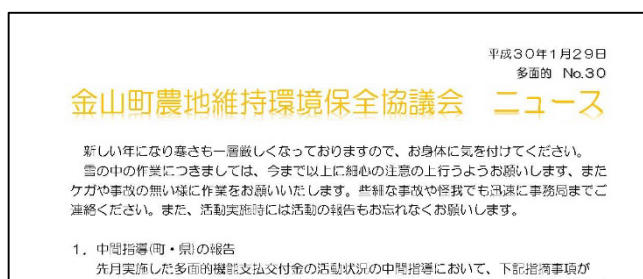 平成30年1月29日
多面的 No.30
金山町農地維持環境保全協議会 ニュース
新しい年になり寒さも一層厳しくなっておりますので、お身体に気を付けてください。
雪の中の作業につきましては、今まで以上に細心の注意の上行うようお願いします、また
ケガや事故の無い様に作業をお願いいたします。些細な事故や怪我でも迅速に事務局までご
連絡ください。また、活動実施時には活動の報告もお忘れなくお願いします。
1．中間指導(町・県)の報告
先月実施した多面的機能支払交付金の活動状況の中間指導において、下記指摘事項が